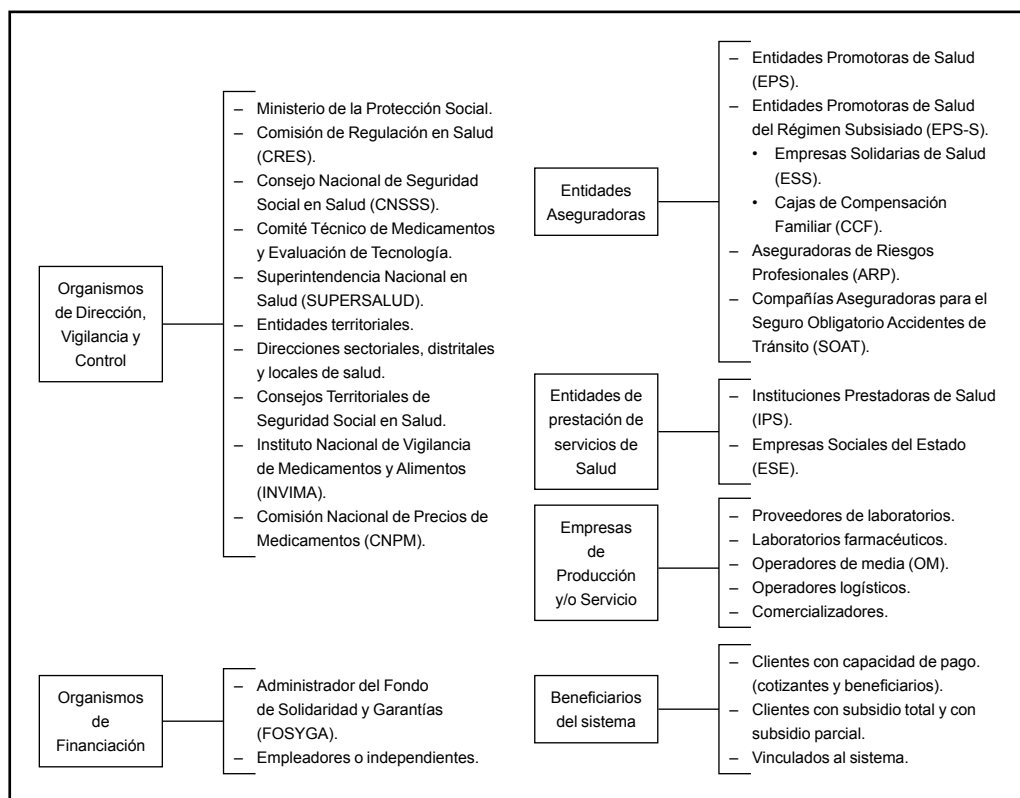 Organismos
de Dirección,
Vigilancia y
Control
– Ministerio de la Protección Social.
– Comisión de Regulación en Salud
(CRES).
– Consejo Nacional de Seguridad
Social en Salud (CNSSS).
– Comité Técnico de Medicamentos
y Evaluación de Tecnología.
– Superintendencia Nacional en
Salud (SUPERSALUD).
– Entidades territoriales.
– Direcciones sectoriales, distritales
y locales de salud.
– Consejos Territoriales de
Seguridad Social en Salud.
– Instituto Nacional de Vigilancia
de Medicamentos y Alimentos
(INVIMA).
– Comisión Nacional de Precios de
Medicamentos (CNPM).
Organismos
de
Financiación
– Administrador del Fondo
de Solidaridad y Garantías
(FOSYGA).
– Empleadores o independientes.
Entidades
Aseguradoras
– Entidades Promotoras de Salud
(EPS).
– Entidades Promotoras de Salud
del Régimen Subsisiado (EPS-S).
• Empresas Solidarias de Salud
(ESS).
• Cajas de Compensación
Familiar (CCF).
– Aseguradoras de Riesgos
Profesionales (ARP).
– Compañías Aseguradoras para el
Seguro Obligatorio Accidentes de
Tránsito (SOAT).
Entidades de
prestación de
servicios de
Salud
– Instituciones Prestadoras de Salud
(IPS).
– Empresas Sociales del Estado
(ESE).
Empresas
de
Producción
y/o Servicio
– Proveedores de laboratorios.
– Laboratorios farmacéuticos.
– Operadores de media (OM).
– Operadores logísticos.
– Comercializadores.
Beneficiarios
del sistema
– Clientes con capacidad de pago.
(cotizantes y beneficiarios).
– Clientes con subsidio total y con
subsidio parcial.
– Vinculados al sistema.